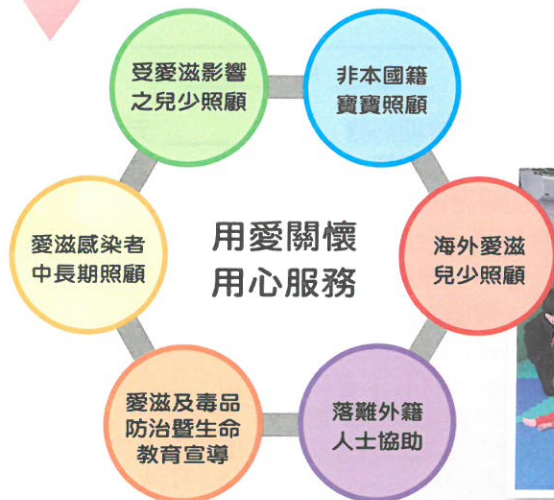 受愛滋影響
之兒少照顧
非本國籍
寶寶照顧
愛滋感染者
中長期照顧
用愛關懷
用心服務
海外愛滋
兒少照顧
愛滋及毒品
防治暨生命
教育宣導
落難外籍
人士協助